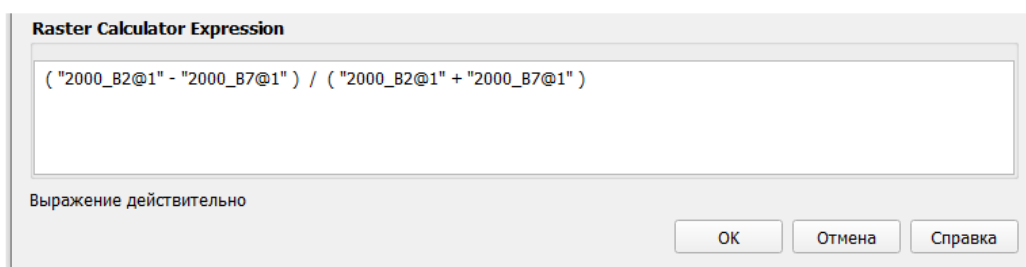 Raster Calculator Expression
( "2000_B2@1" - "2000_B7@1" ) / ( "2000_B2@1" + "2000_B7@1" )
Выражение действительно
OK Отмена Справка